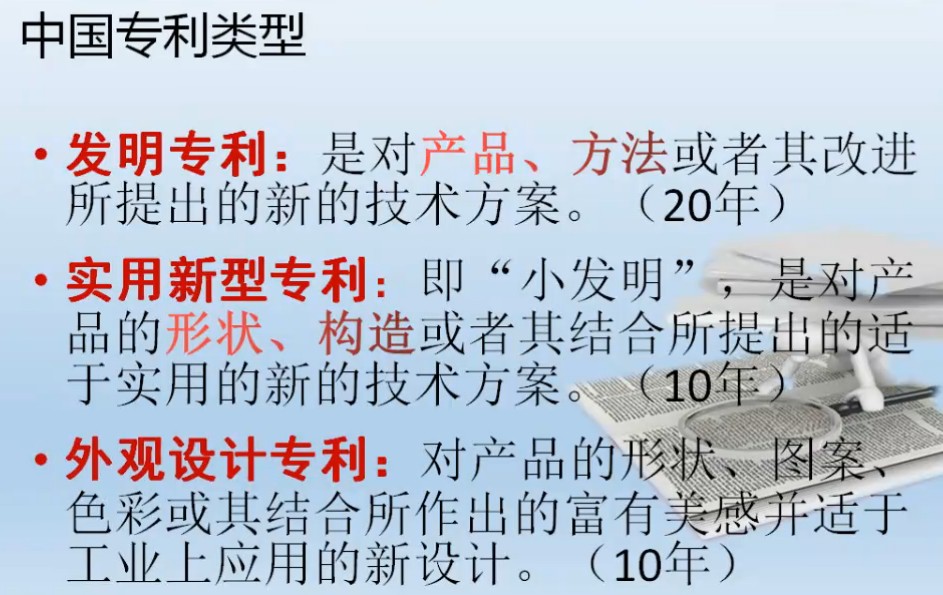 中国专利类型
• 发明专利：是对产品、方法或者其改进
所提出的新的技术方案。（20年）
• 实用新型专利：即“小发明”，是对产
品的形状、构造或者其结合所提出的适
于实用的新的技术方案。（10年）
• 外观设计专利：对产品的形状、图案、
色彩或其结合所作出的富有美感并适于
工业上应用的新设计。（10年）